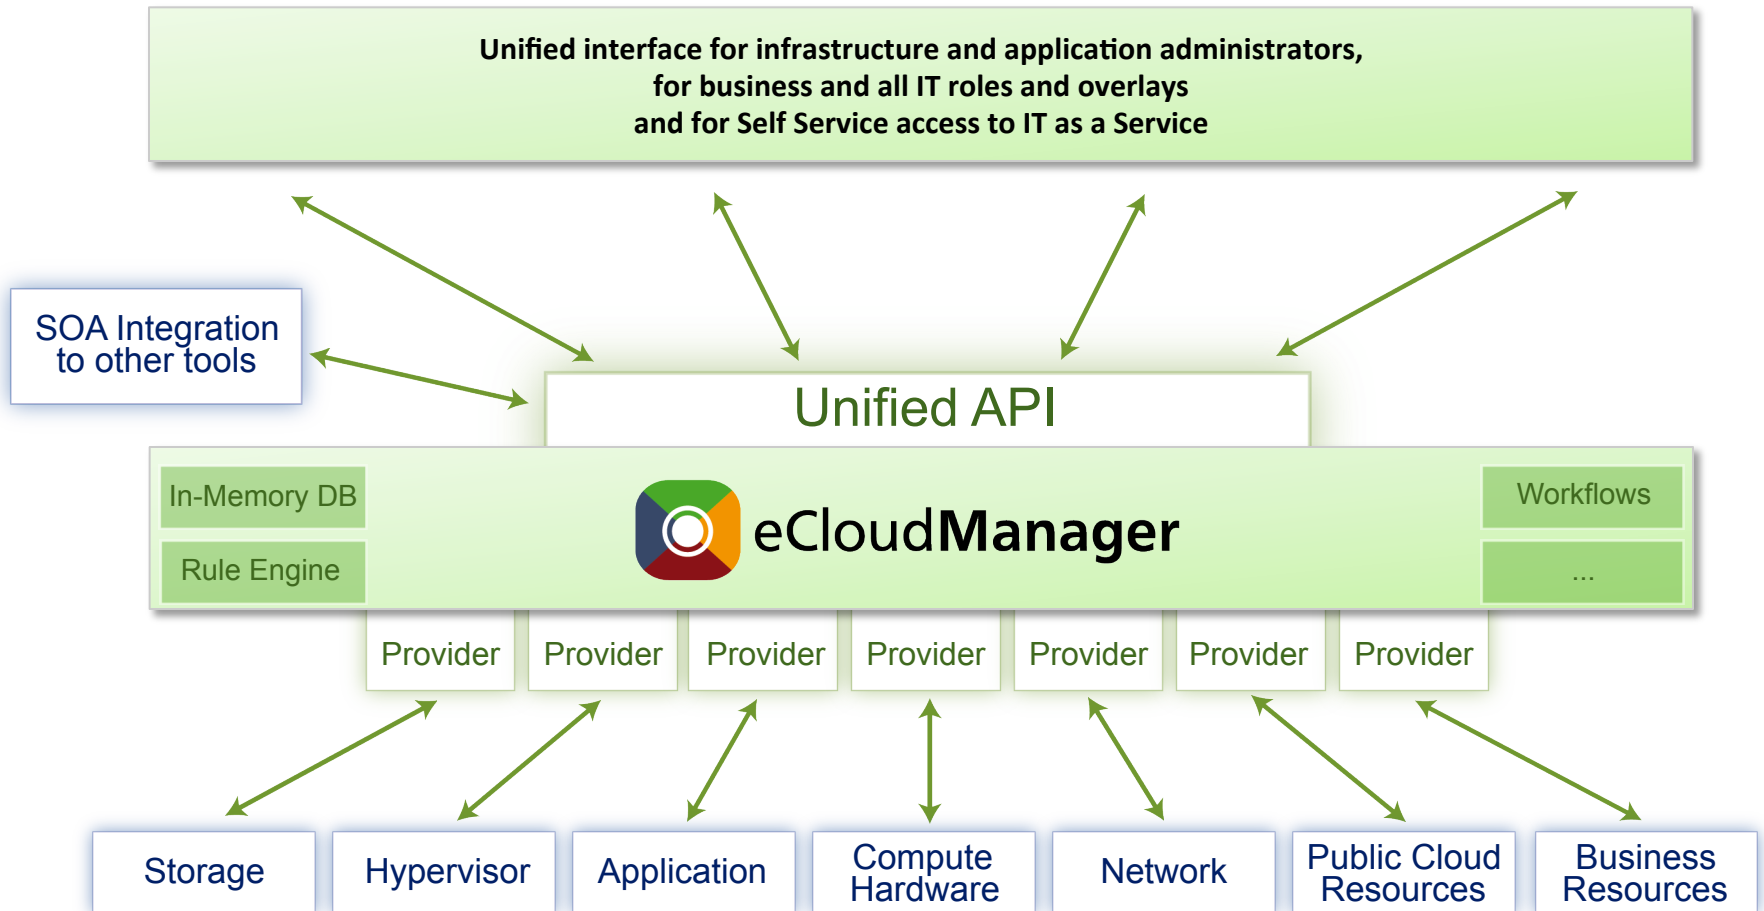 Unified interface for infrastructure and application administrators,
for business and all IT roles and overlays
and for Self Service access to IT as a Service
SOA Integration
to other tools
Unified API
In-Memory DB
Rule Engine
eCloudManager
Workflows
...
Provider
Provider
Provider
Provider
Provider
Provider
Provider
Storage
Hypervisor
Application
Compute
Hardware
Network
Public Cloud
Resources
Business
Resources